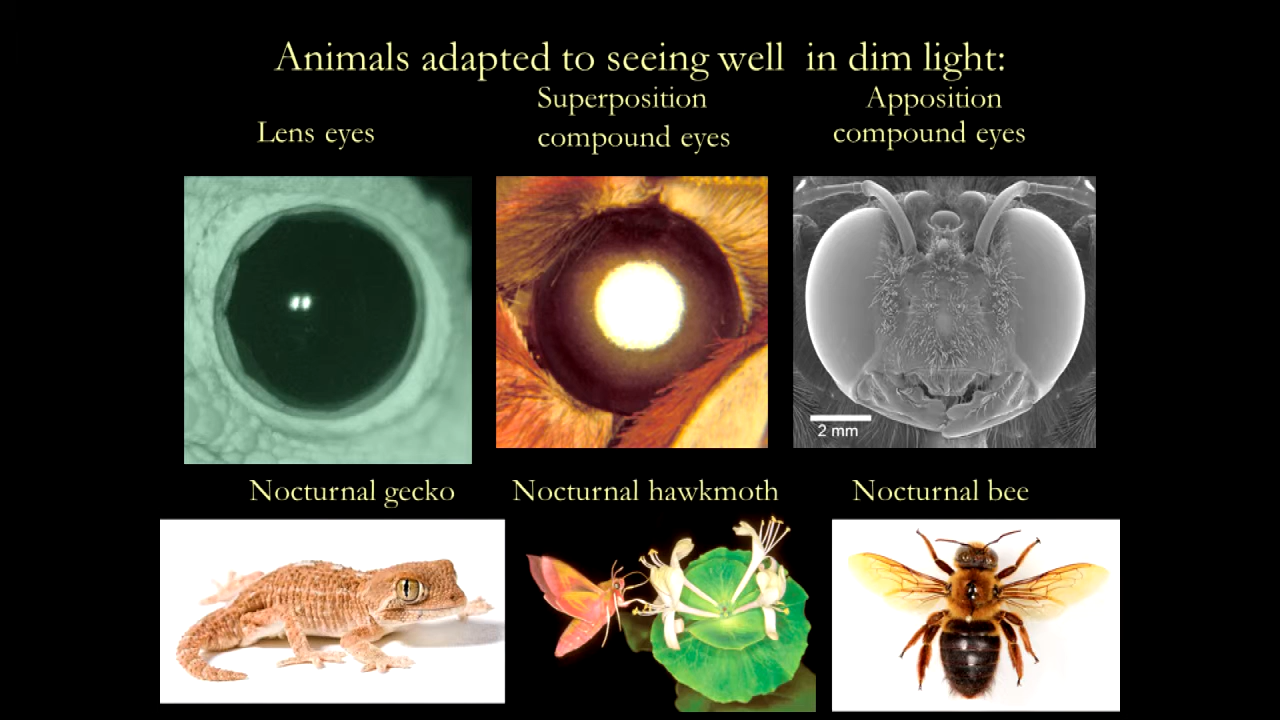 Animals adapted to seeing well  in dim light:
Lens eyes
Superposition
compound eyes
Apposition
compound eyes
2 mm
Nocturnal gecko
Nocturnal hawkmoth
Nocturnal bee